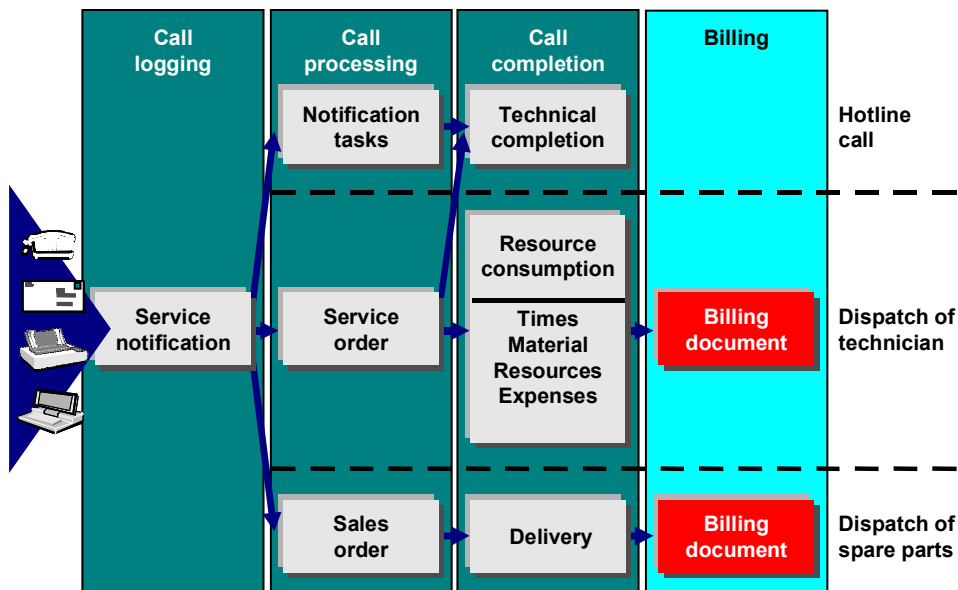 Call
logging
Call
processing
Call
completion
Billing
Notification
tasks
Technical
completion
Hotline
call
Service
notification
Service
order
Resource
consumption
Times
Material
Resources
Expenses
Billing
document
Dispatch of
technician
Sales
order
Delivery
Billing
document
Dispatch of
spare parts